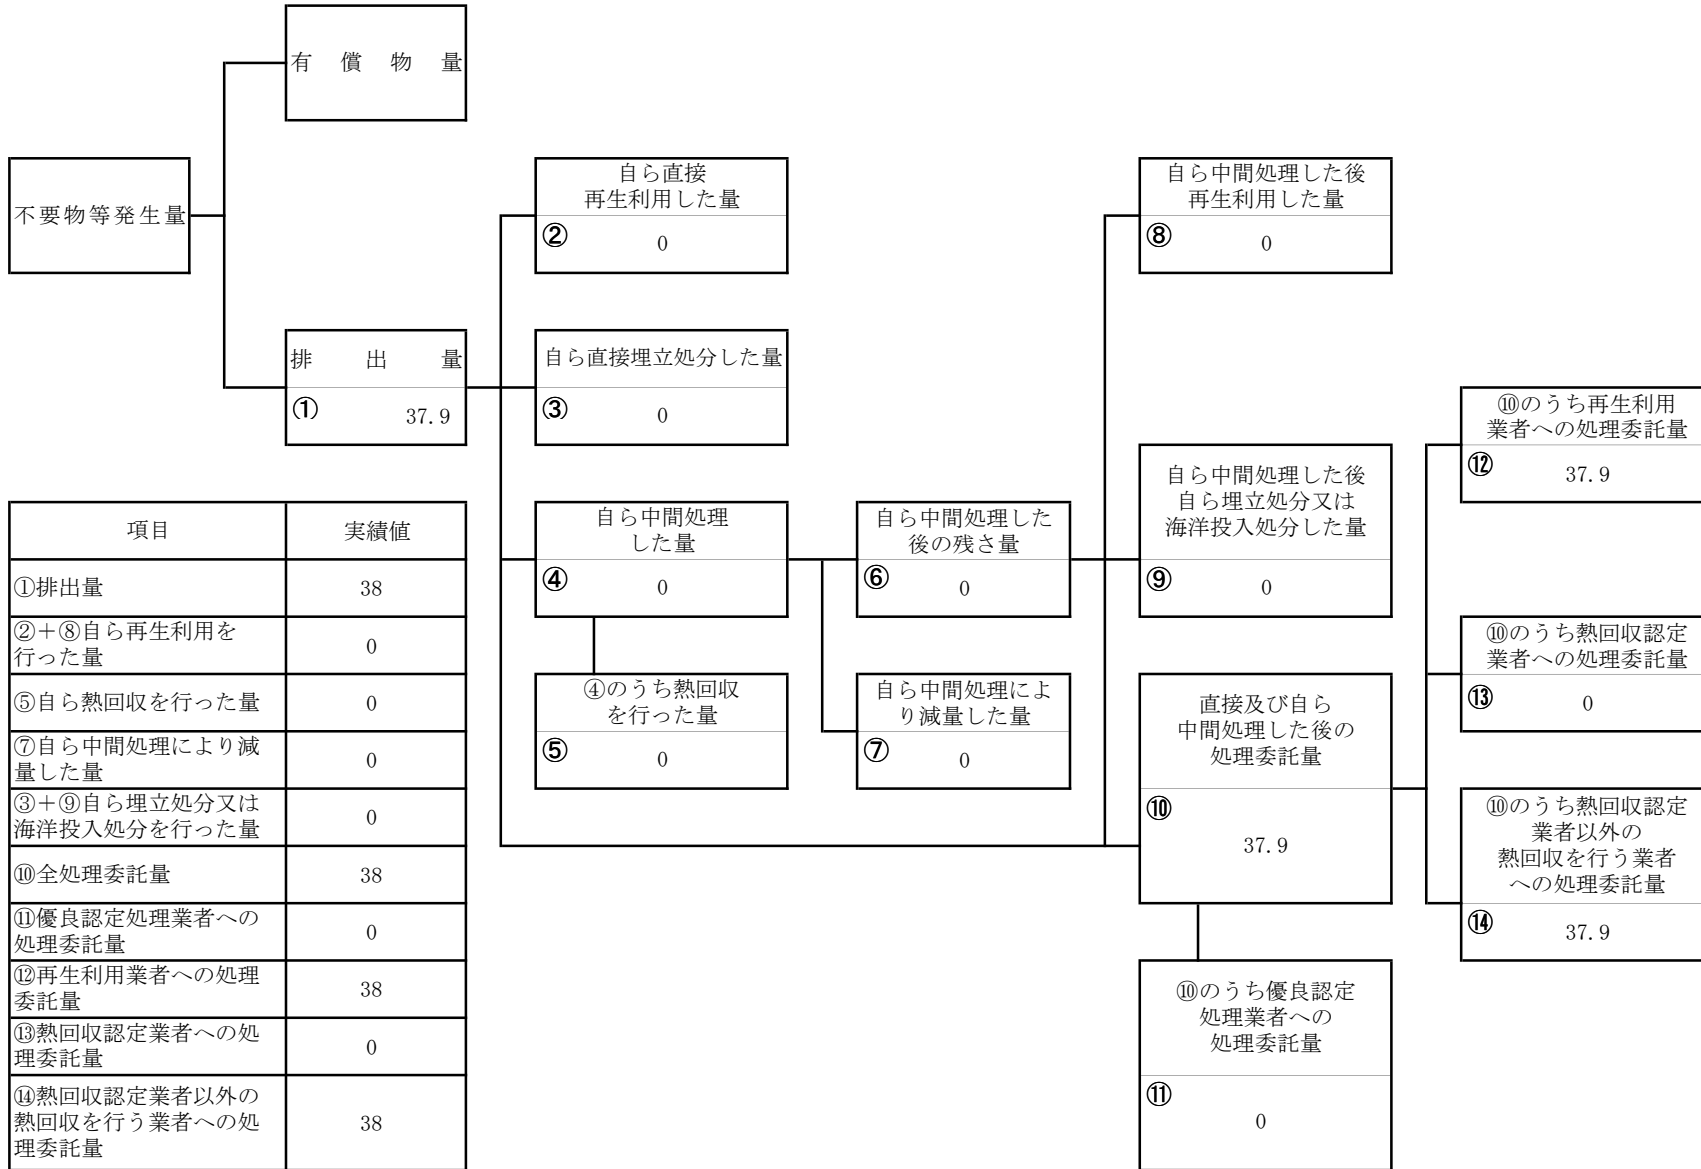 有償物量
不要物等発生量
排出量
① 37.9
自ら直接
再生利用した量
② 0
自ら直接埋立処分した量
③ 0
自ら中間処理
した量
④ 0
④のうち熱回収
を行った量
⑤ 0
自ら中間処理した
後の残さ量
⑥ 0
自ら中間処理によ
り減量した量
⑦ 0
自ら中間処理した後
再生利用した量
⑧ 0
自ら中間処理した後
自ら埋立処分又は
海洋投入処分した量
⑨ 0
直接及び自ら
中間処理した後の
処理委託量
⑩
37.9
⑩のうち優良認定
処理業者への
処理委託量
⑪
0
⑩のうち再生利用
業者への処理委託量
⑫ 37.9
⑩のうち熱回収認定
業者への処理委託量
⑬ 0
⑩のうち熱回収認定
業者以外の
熱回収を行う業者
への処理委託量
⑭ 37.9
項目 実績値
①排出量 38
②＋⑧自ら再生利用を
行った量 0
⑤自ら熱回収を行った量 0
⑦自ら中間処理により減
量した量 0
③＋⑨自ら埋立処分又は
海洋投入処分を行った量 0
⑩全処理委託量 38
⑪優良認定処理業者への
処理委託量 0
⑫再生利用業者への処理
委託量 38
⑬熱回収認定業者への処
理委託量 0
⑭熱回収認定業者以外の
熱回収を行う業者への処 38
理委託量